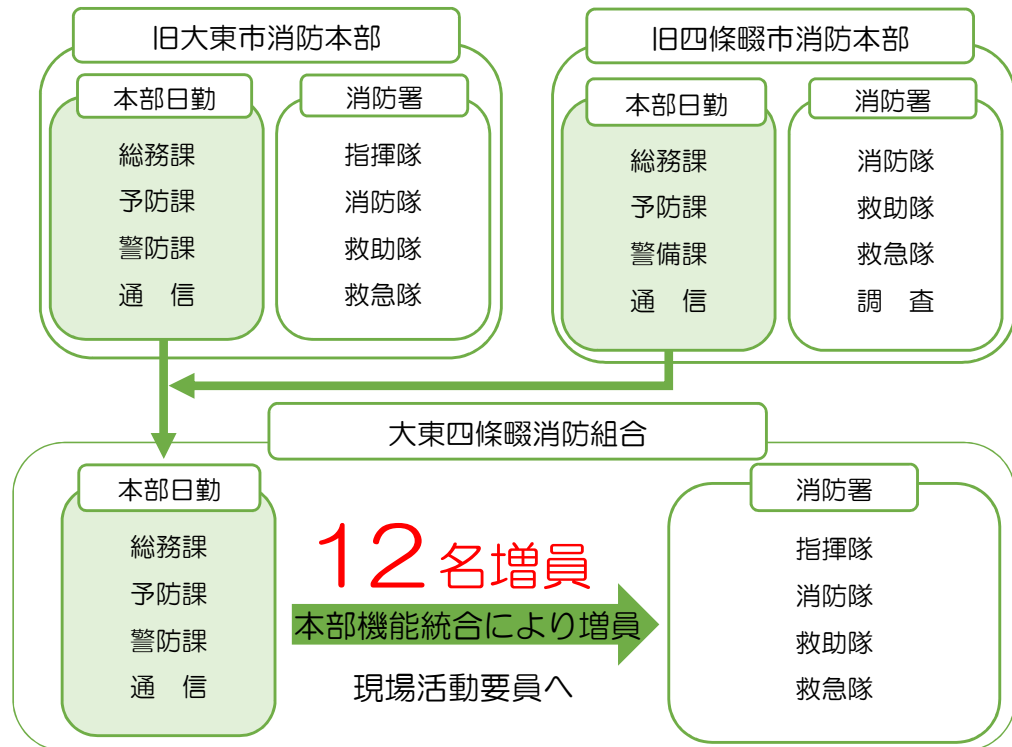 旧大東市消防本部
本部日勤
総務課
予防課
警防課
通　信
消防署
指揮隊
消防隊
救助隊
救急隊
旧四條畷市消防本部
本部日勤
総務課
予防課
警備課
通　信
消防署
消防隊
救助隊
救急隊
調　査
大東四條畷消防組合
本部日勤
総務課
予防課
警防課
通　信
12名増員
本部機能統合により増員
現場活動要員へ
消防署
指揮隊
消防隊
救助隊
救急隊